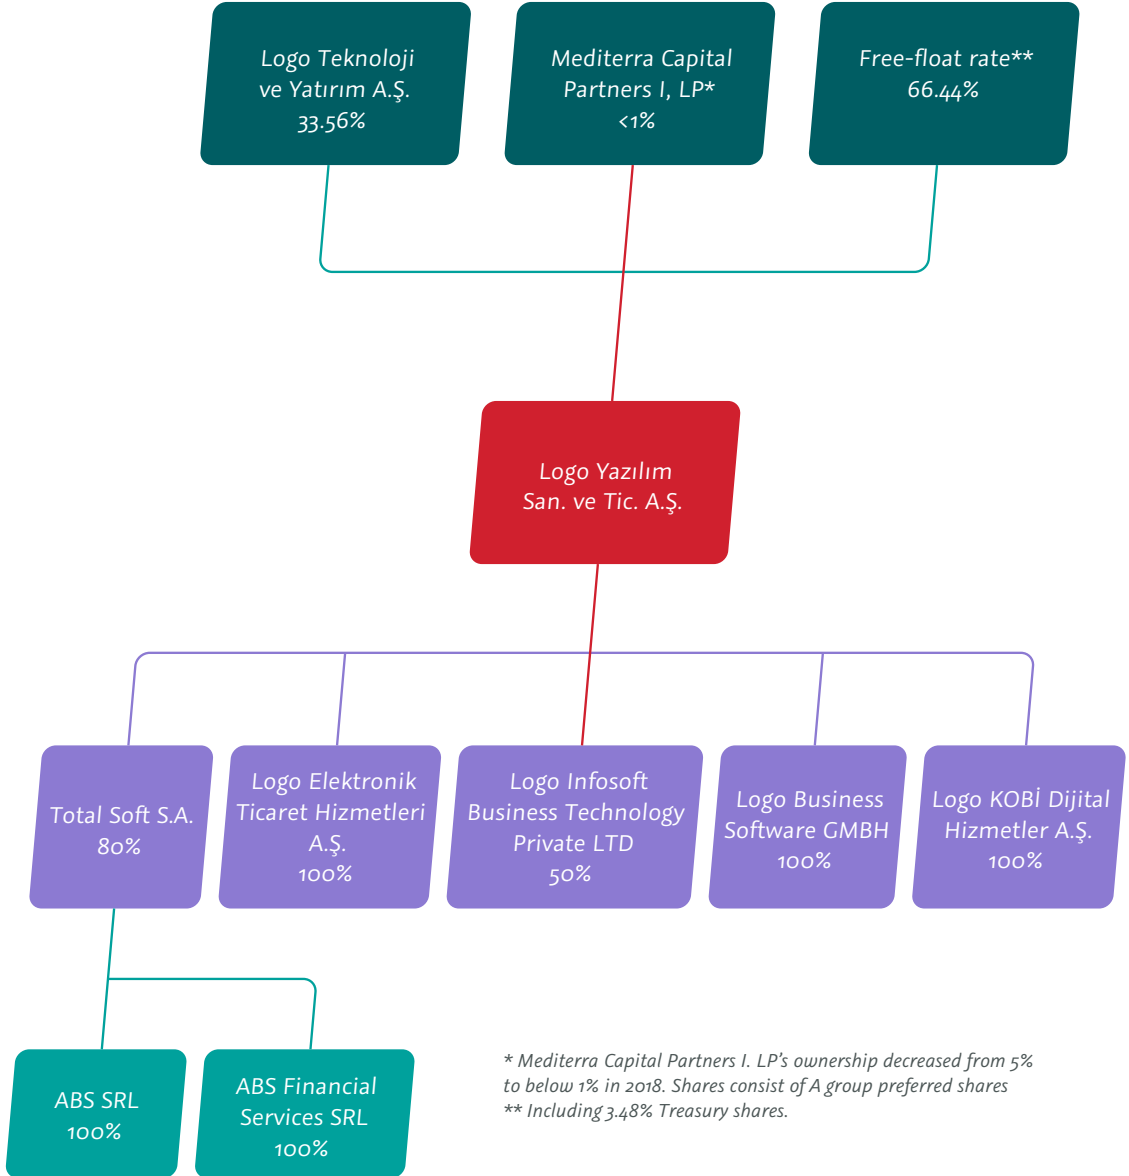 Logo Teknoloji
ve Yatırım A.Ş.
33.56%
Mediterra Capital
Partners I, LP*
<1%
Free-float rate**
66.44%
Logo Yazılım
San. ve Tic. A.Ş.
Total Soft S.A.
80%
Logo Elektronik
Ticaret Hizmetleri
A.Ş.
100%
Logo Infosoft
Business Technology
Private LTD
50%
Logo Business
Software GMBH
100%
Logo KOBİ Dijital
Hizmetler A.Ş.
100%
ABS SRL
100%
ABS Financial
Services SRL
100%
* Mediterra Capital Partners I. LP’s ownership decreased from 5%
to below 1% in 2018. Shares consist of A group preferred shares
** Including 3.48% Treasury shares.